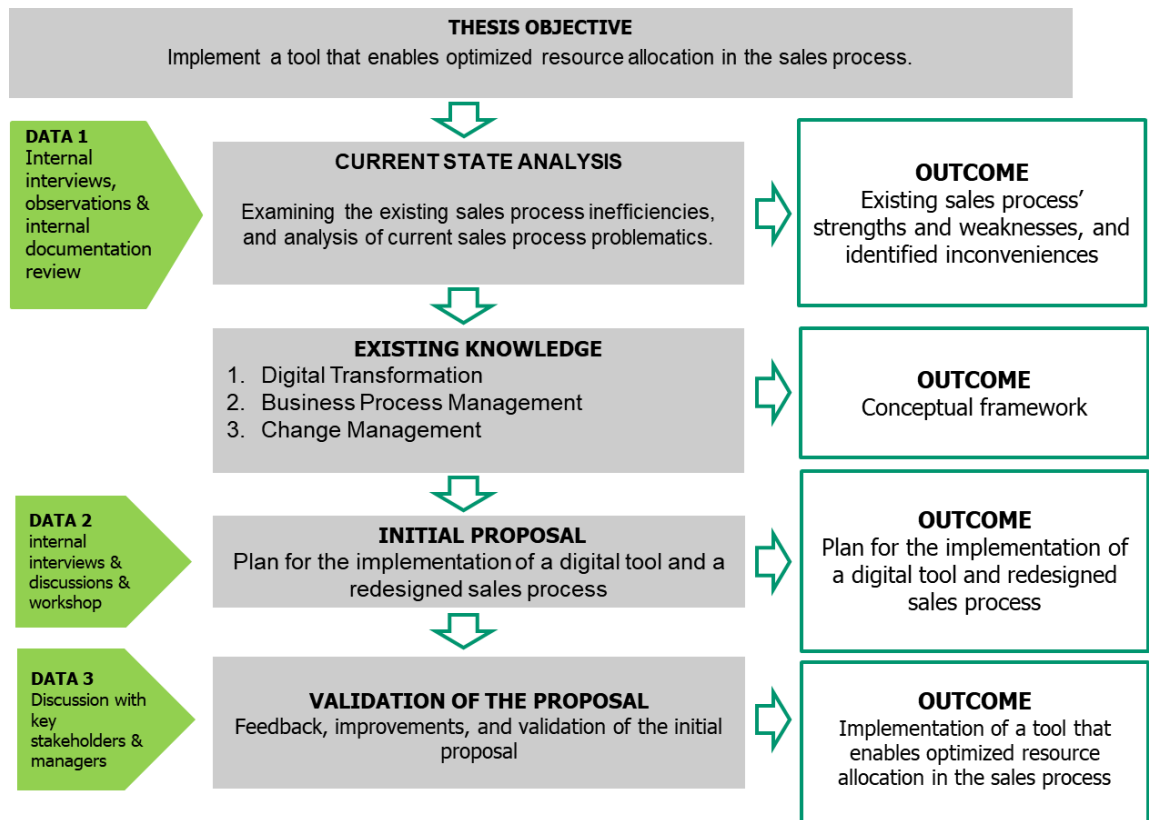 THESIS OBJECTIVE
Implement a tool that enables optimized resource allocation in the sales process.
DATA 1
Internal
interviews,
observations &
internal
documentation
review
CURRENT STATE ANALYSIS
Examining the existing sales process inefficiencies,
and analysis of current sales process problematics.
OUTCOME
Existing sales process’
strengths and weaknesses, and
identified inconveniences
EXISTING KNOWLEDGE
1. Digital Transformation
2. Business Process Management
3. Change Management
OUTCOME
Conceptual framework
DATA 2
internal
interviews &
discussions &
workshop
INITIAL PROPOSAL
Plan for the implementation of a digital tool and a
redesigned sales process
OUTCOME
Plan for the implementation of
a digital tool and redesigned
sales process
DATA 3
Discussion with
key
stakeholders &
managers
VALIDATION OF THE PROPOSAL
Feedback, improvements, and validation of the initial
proposal
OUTCOME
Implementation of a tool that
enables optimized resource
allocation in the sales process